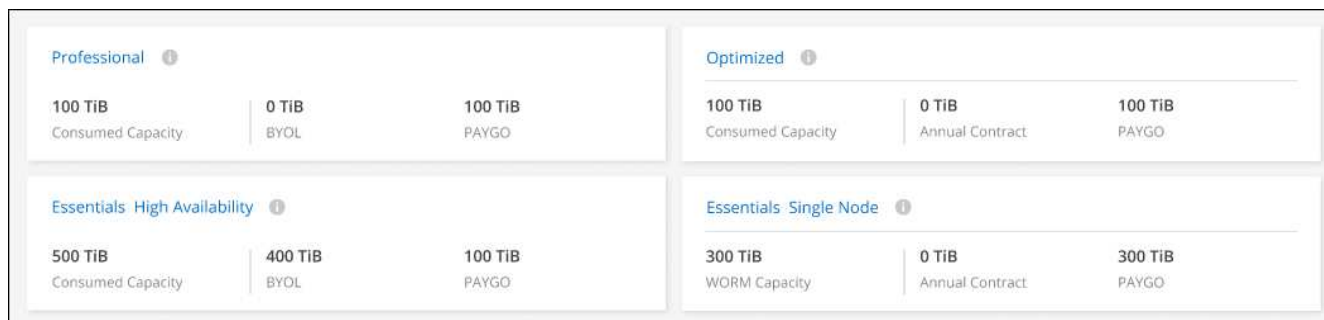 Professional
100 TiB 0 TiB 100 TiB
Consumed Capacity BYOL PAYGO
Optimized
100 TiB 0 TiB 100 TiB
Consumed Capacity Annual Contract PAYGO
Essentials High Availability
500 TiB 400 TiB 100 TiB
Consumed Capacity BYOL PAYGO
Essentials Single Node
300 TiB 0 TiB 300 TiB
WORM Capacity Annual Contract PAYGO